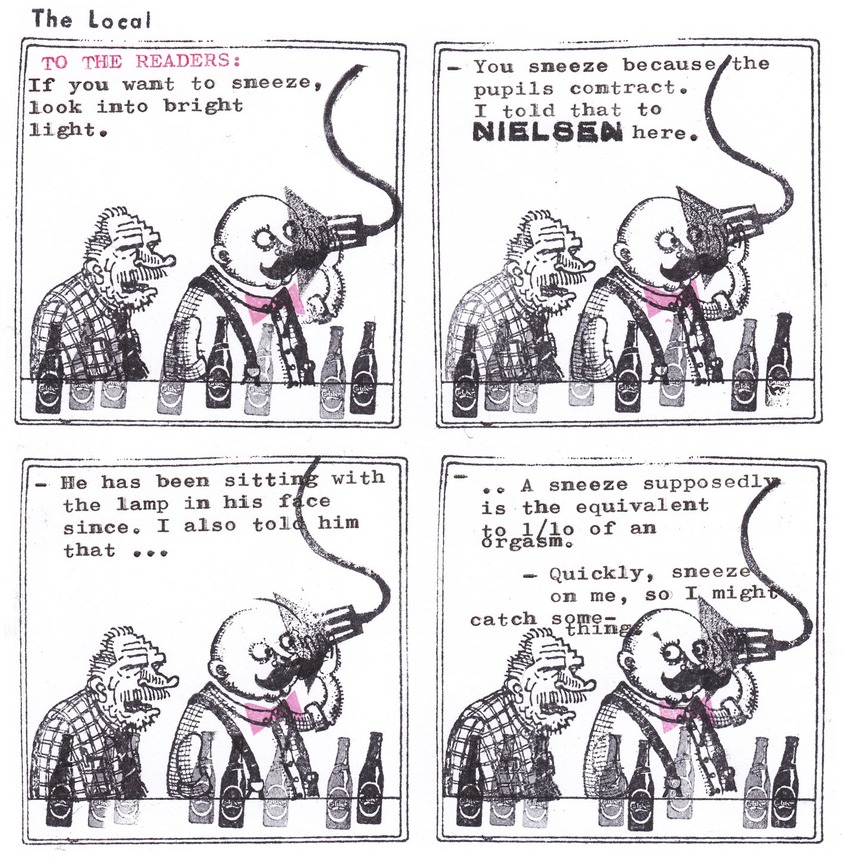 The Local
TO THE READERS:
If you want to sneeze,
look into bright
light.
- You sneeze because the
pupils contract.
I told that to
NIELSEN here.
- He has been sitting with
the lamp in his face
since. I also told him
that ...
- .. A sneeze supposedly
is the equivalent
to 1/10 of an
orgasm.
- Quickly, sneeze
on me, so I might
catch some-
thing.